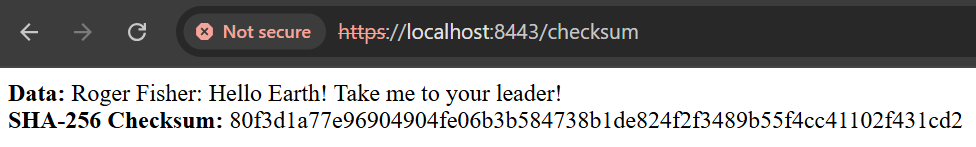 Not secure https://localhost:8443/checksum
Data: Roger Fisher: Hello Earth! Take me to your leader!
SHA-256 Checksum: 80f3d1a77e96904904fe06b3b584738b1de824f2f3489b55f4cc41102f431cd2